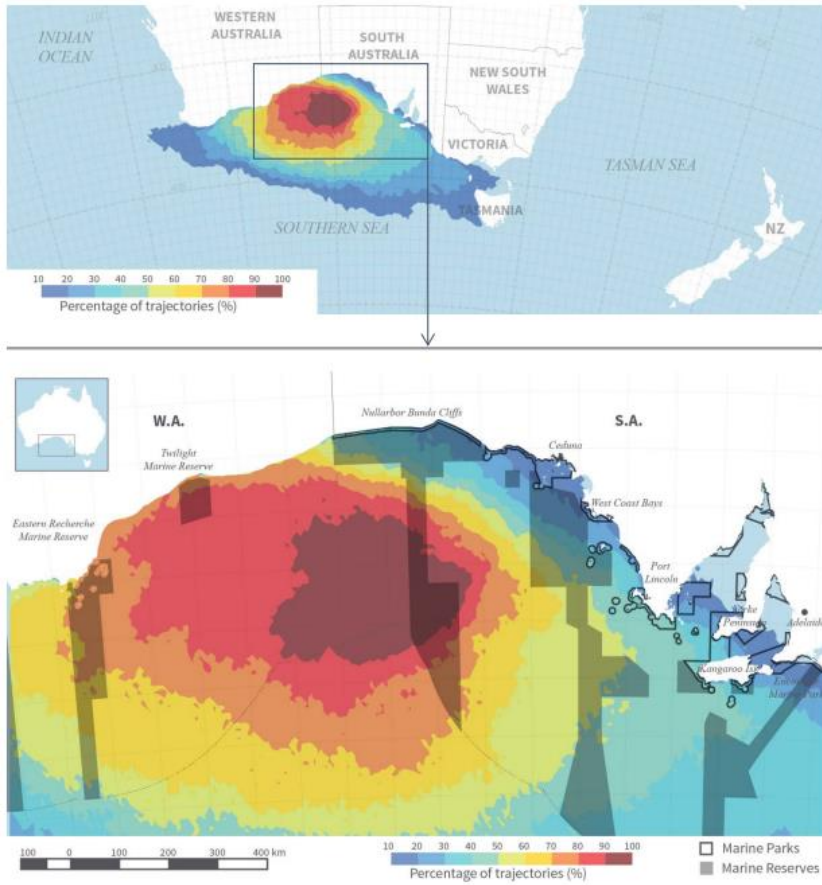 WESTERN
AUSTRALIA
SOUTH
AUSTRALIA
INDIAN
OCEAN
NEW SOUTH
WALES
VICTORIA
TASMAN SEA
TASMANIA
SOUTHERN SEA
NZ
10 20 30 40 50 60 70 80 90 100
Percentage of trajectories (%)
W.A.
Nullarbor Bunda Cliffs
S.A.
Twilight
Marine Reserve
Ceduna
West Coast Bays
Eastern Recherche
Marine Reserve
Port
Lincoln
Peninsula
Adelaide
Kangaroo Isl.
100 0 100 200 300 400 km
10 20 30 40 50 60 70 80 90 100
Percentage of trajectories (%)
Marine Parks
Marine Reserves